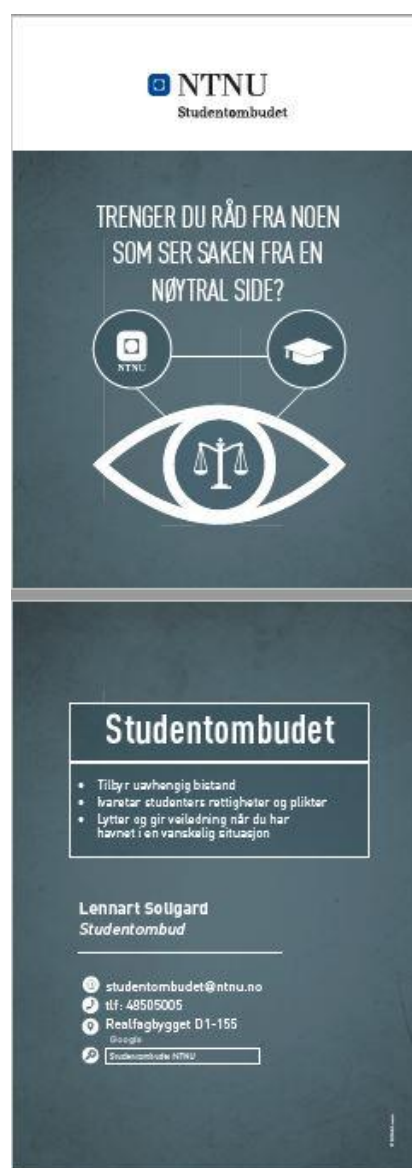 NTNU
Studentombudet
TRENGER DU RÅD FRA NOEN
SOM SER SAKEN FRA EN
NØYTRAL SIDE?
NTNU
Studentombudet
• Tilbyr uavhengig bistand
• Ivaretar studenters rettigheter og plikter
• Lytter og gir veiledning når du har
havnet i en vanskelig situasjon
Lennart Soligard
Studentombud
@ studentombudet@ntnu.no
tlf: 48505005
Realfagbygget D1-155
Google
Studentombudet NTNU